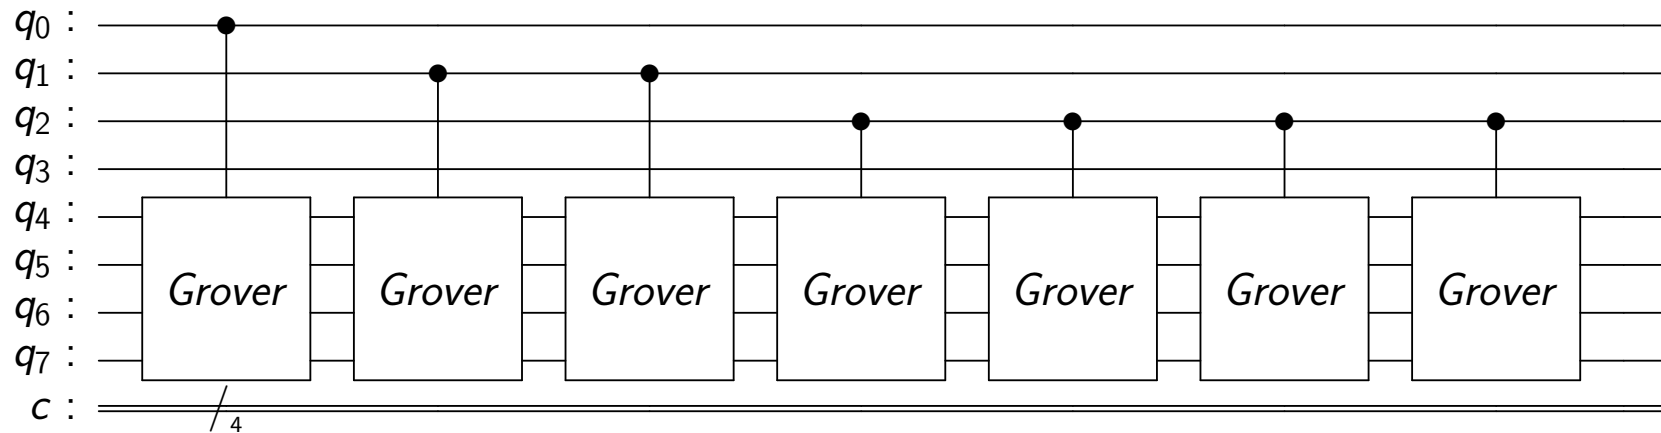 q0 :
q1 :
q2 :
q3 :
q4 :
q5 :
q6 :
q7 :
Grover Grover Grover Grover Grover Grover Grover
c :
4